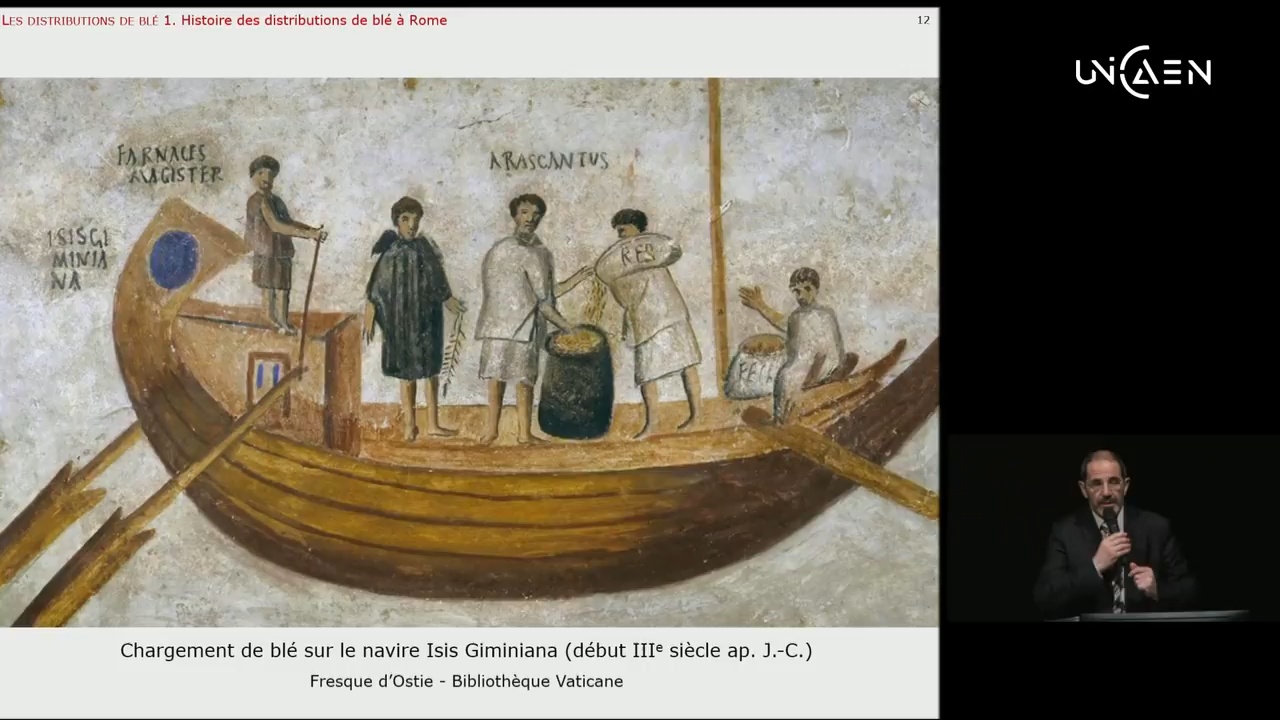 LES DISTRIBUTIONS DE BLÉ 1. Histoire des distributions de blé à Rome
12
UNICAEN
FARNACES
MAGISTER
ARASCANTUS
ISISGI
MINIA
NA
RES
FECI
Chargement de blé sur le navire Isis Giminiana (début IIIᵉ siècle ap. J.-C.)
Fresque d’Ostie - Bibliothèque Vaticane